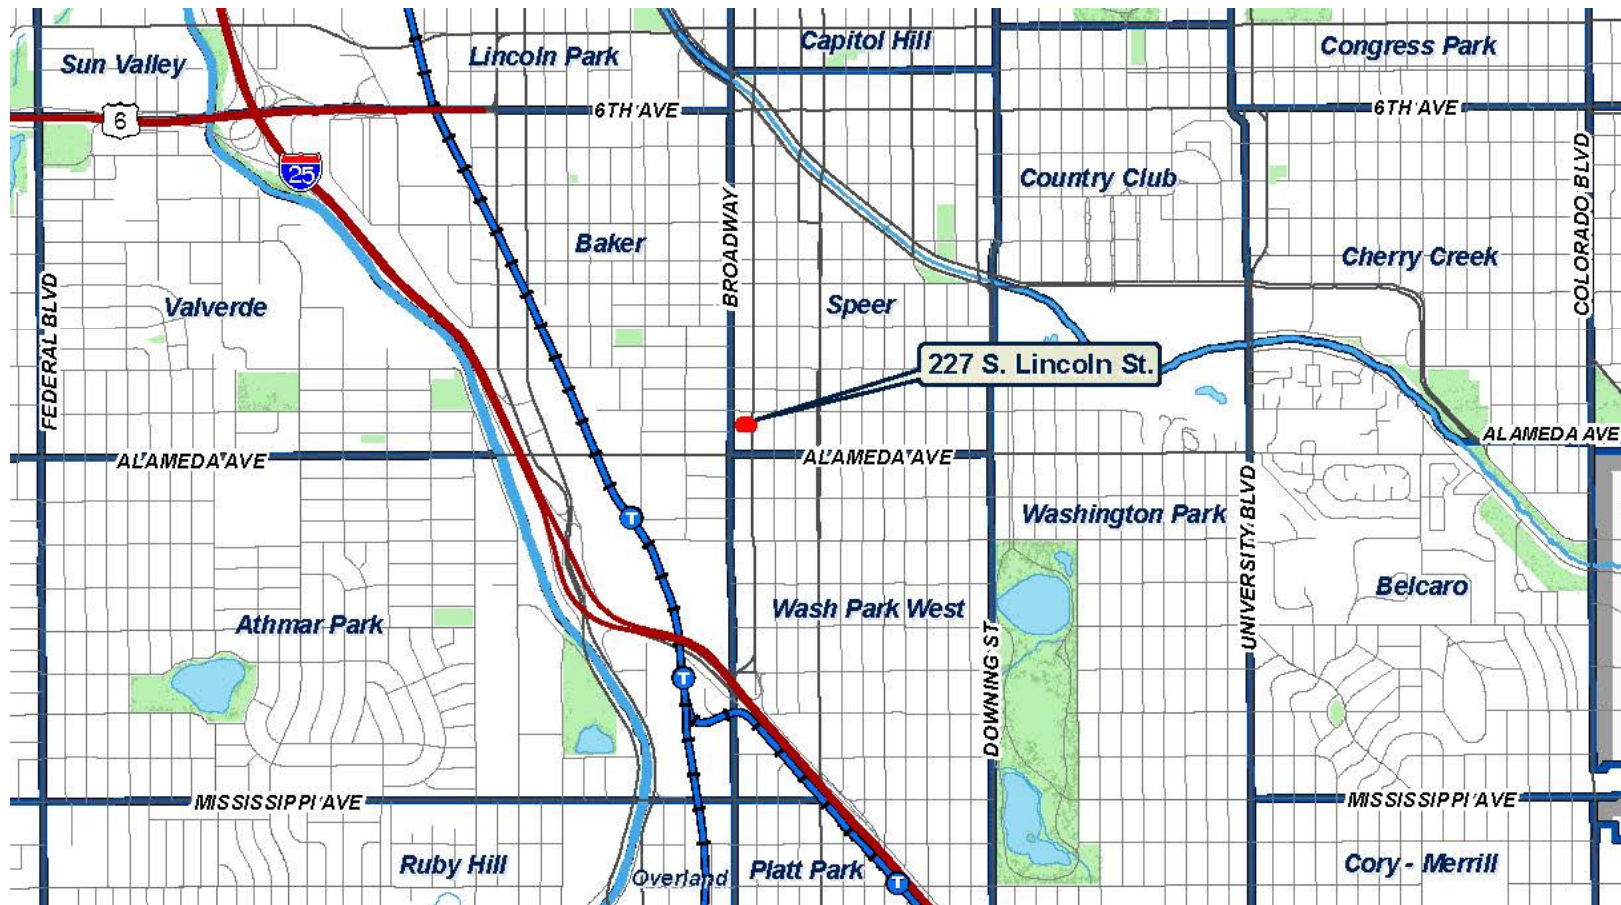 Capitol Hill
Congress Park
Lincoln Park
Sun Valley
6TH AVE
6TH AVE
6
25
COLORADO BLVD
Country Club
BROADWAY
Baker
Cherry Creek
Valverde
Speer
FEDERAL BLVD
227 S. Lincoln St.
ALAMEDA AVE
ALAMEDA AVE
ALAMEDA AVE
T
Washington Park
UNIVERSITY BLVD
Belcaro
Wash Park West
Athmar Park
DOWNING ST
T
MISSISSIPPI AVE
MISSISSIPPI AVE
Ruby Hill
Overland
Platt Park
Cory - Merrill
T